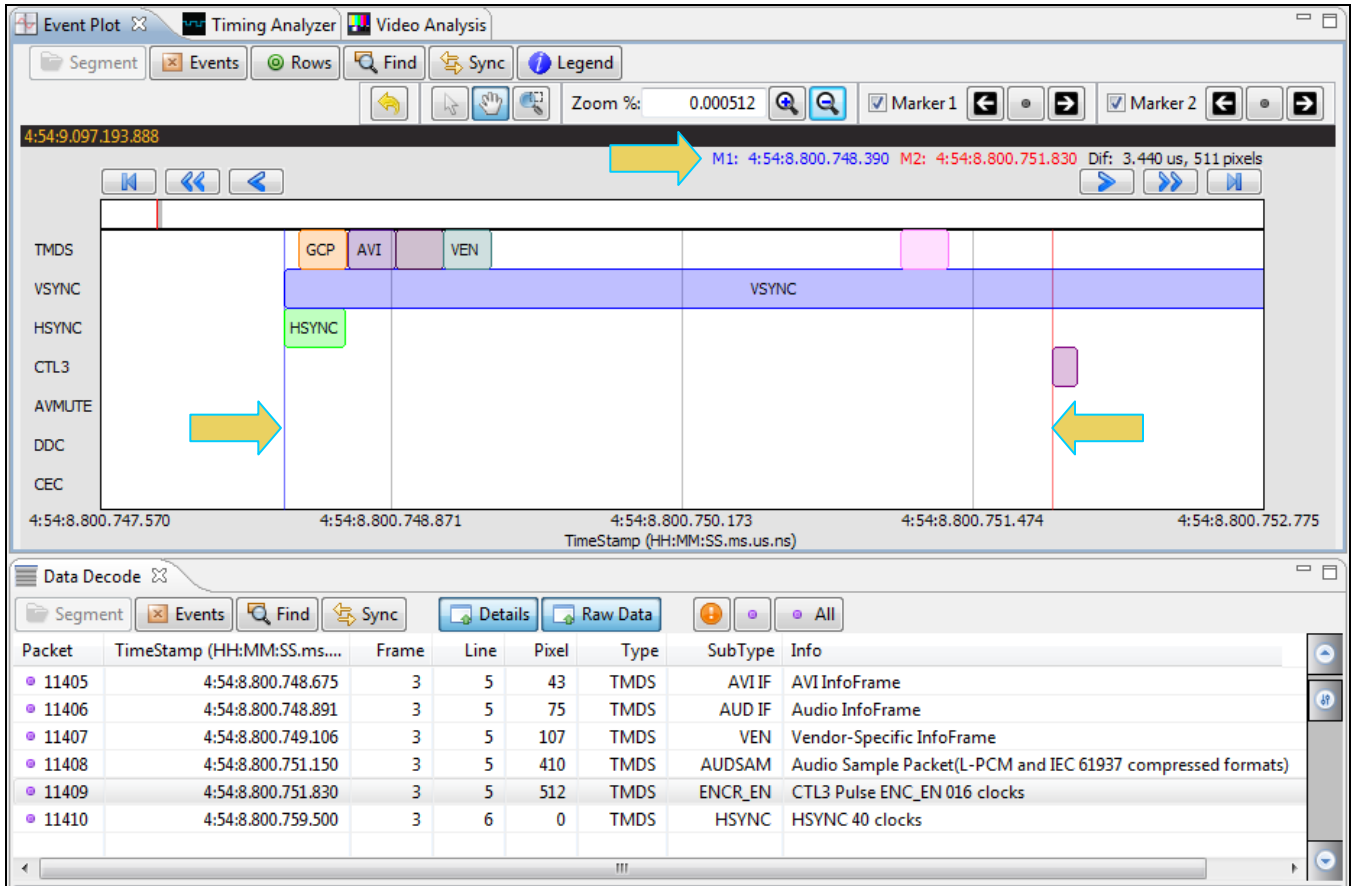 Event Plot Timing Analyzer Video Analysis
Segment Events Rows Find Sync Legend
Zoom %: 0.000512 Marker 1 Marker 2
4:54:9.097.193.888
M1: 4:54:8.800.748.390 M2: 4:54:8.800.751.830 Dif: 3.440 us, 511 pixels
TMDS GCP AVI VEN
VSYNC VSYNC
HSYNC HSYNC
CTL3
AVMUTE
DDC
CEC
4:54:8.800.747.570 4:54:8.800.748.871 4:54:8.800.750.173 4:54:8.800.751.474 4:54:8.800.752.775
TimeStamp (HH:MM:SS.ms.us.ns)
Data Decode
Segment Events Find Sync Details Raw Data All
Packet TimeStamp (HH:MM:SS.ms.... Frame Line Pixel Type SubType Info
11405 4:54:8.800.748.675 3 5 43 TMDS AVI IF AVI InfoFrame
11406 4:54:8.800.748.891 3 5 75 TMDS AUD IF Audio InfoFrame
11407 4:54:8.800.749.106 3 5 107 TMDS VEN Vendor-Specific InfoFrame
11408 4:54:8.800.751.150 3 5 410 TMDS AUDSAM Audio Sample Packet(L-PCM and IEC 61937 compressed formats)
11409 4:54:8.800.751.830 3 5 512 TMDS ENCR_EN CTL3 Pulse ENC_EN 016 clocks
11410 4:54:8.800.759.500 3 6 0 TMDS HSYNC HSYNC 40 clocks